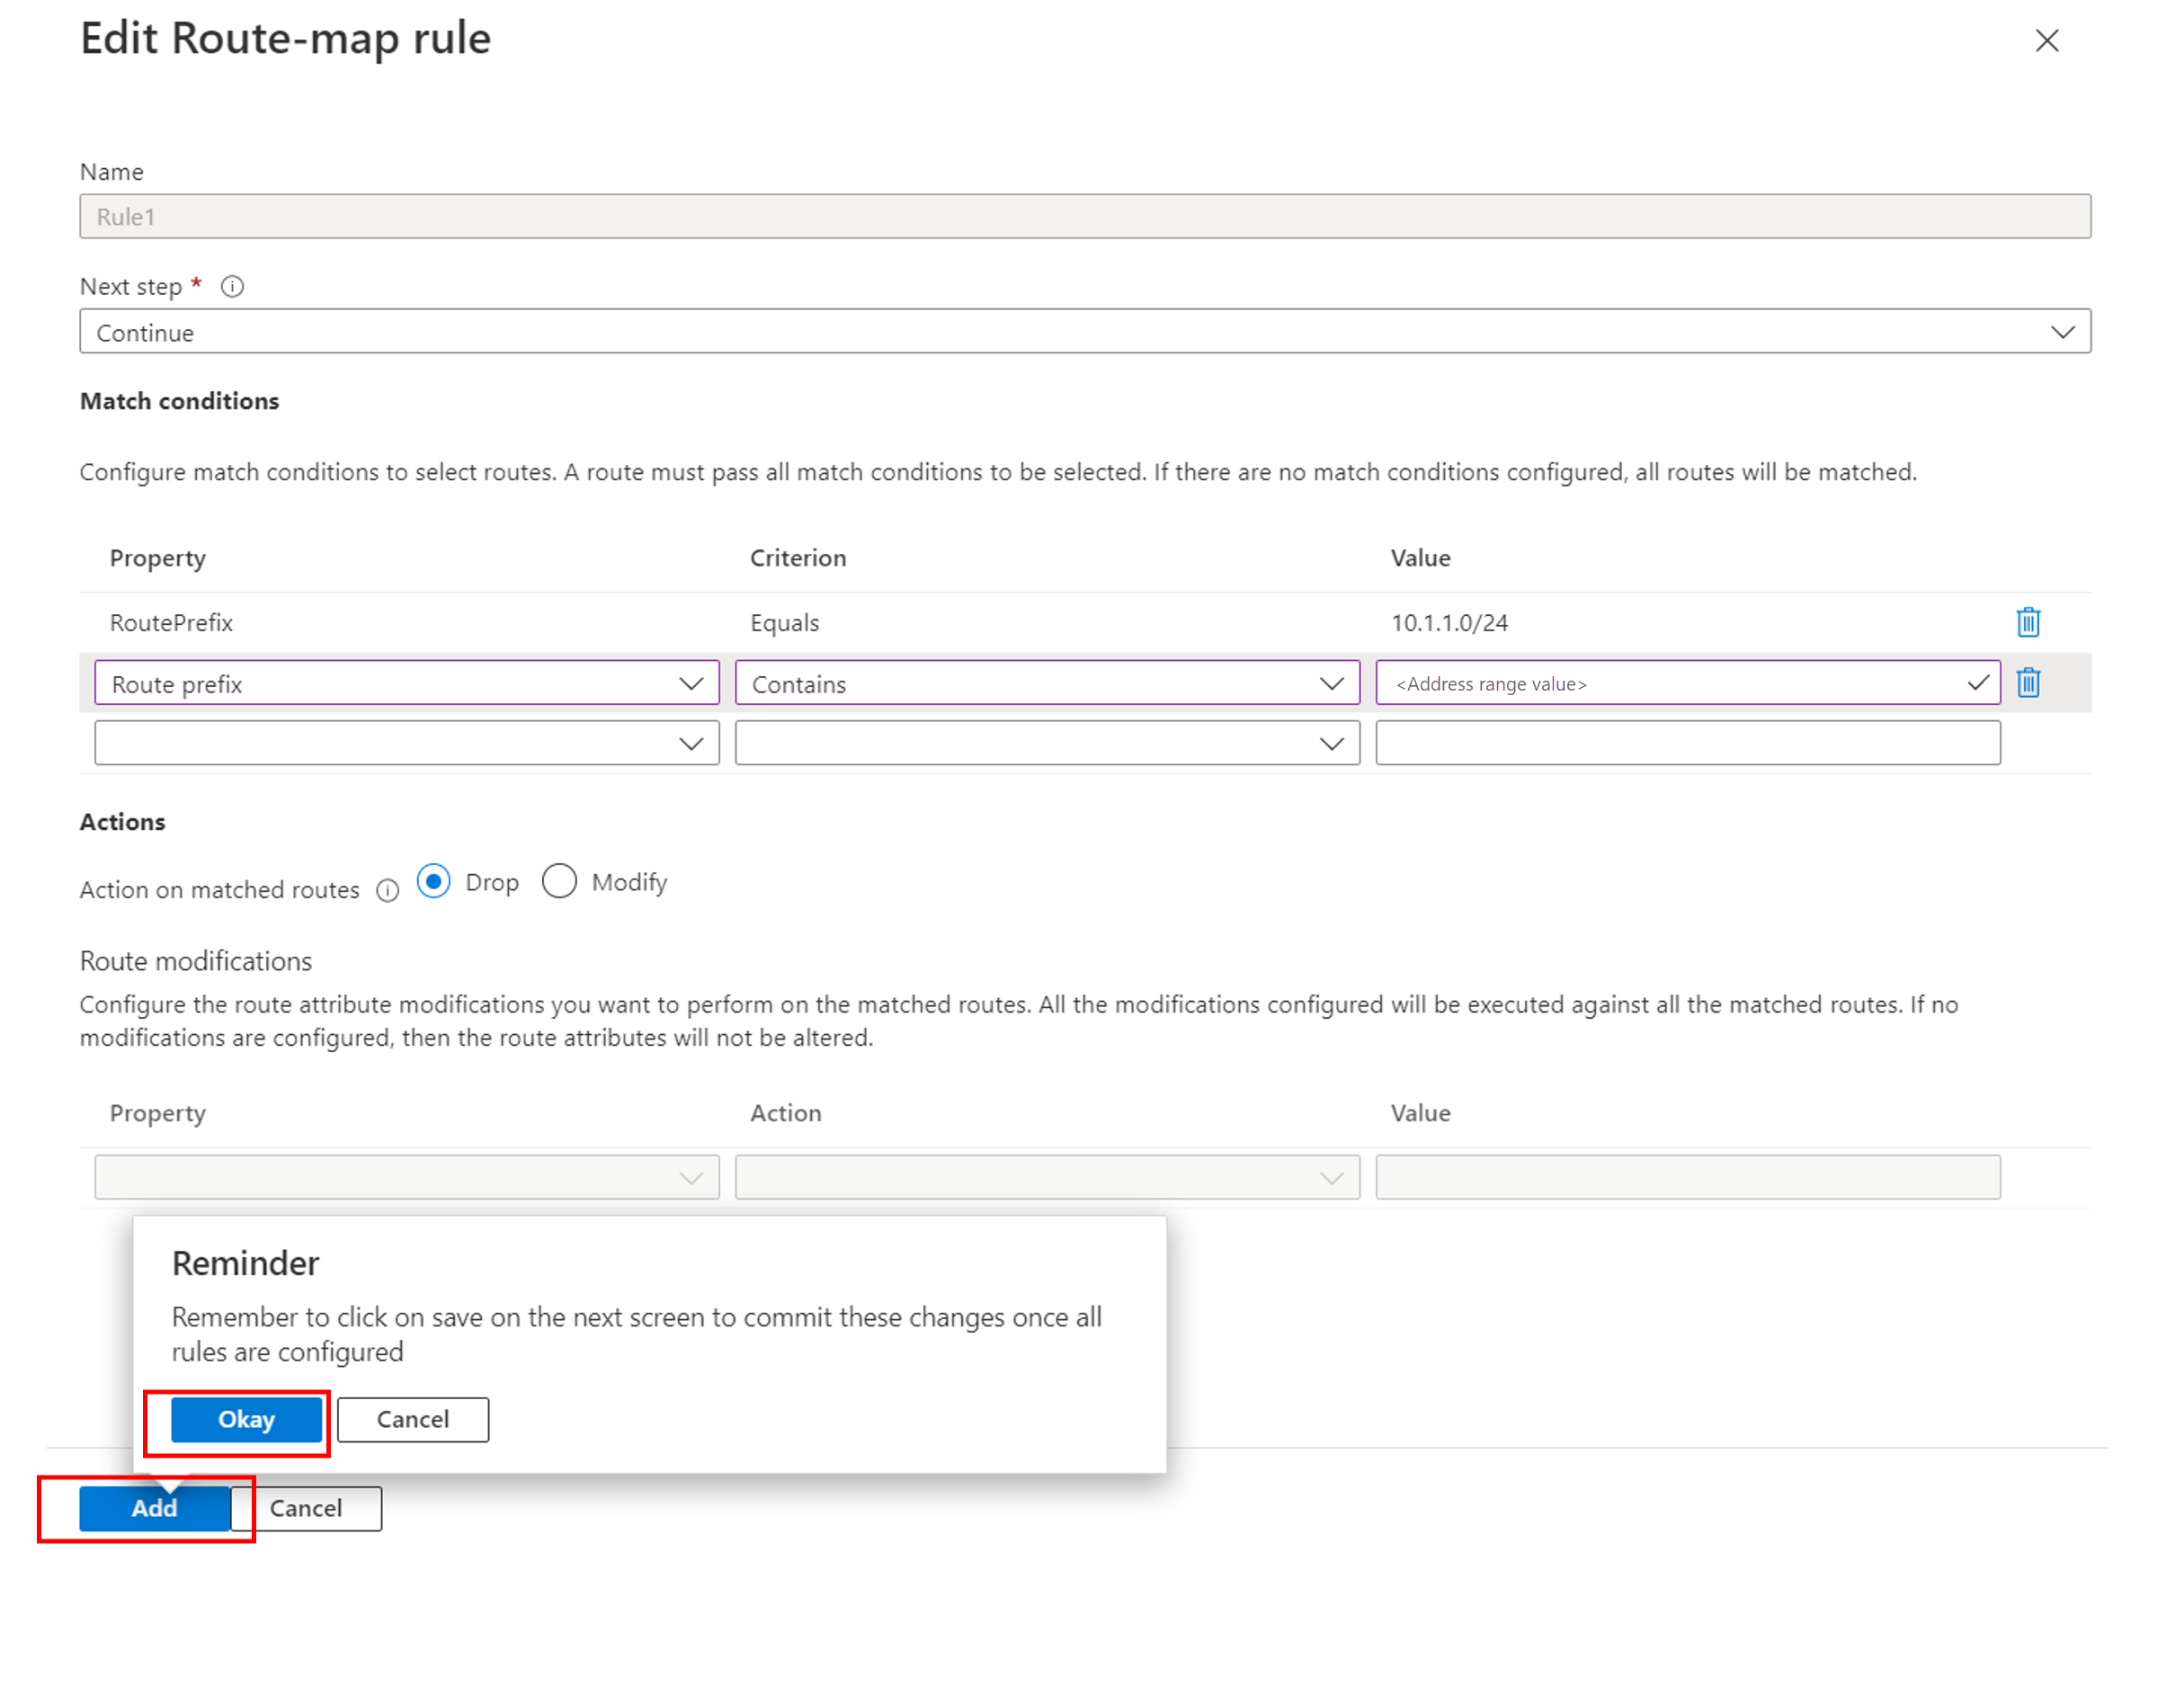 Edit Route-map rule
Name
Rule1
Next step *
Continue
Match conditions
Configure match conditions to select routes. A route must pass all match conditions to be selected. If there are no match conditions configured, all routes will be matched.
Property Criterion Value
RoutePrefix Equals 10.1.1.0/24
Route prefix Contains <Address range value>
Actions
Action on matched routes Drop Modify
Route modifications
Configure the route attribute modifications you want to perform on the matched routes. All the modifications configured will be executed against all the matched routes. If no
modifications are configured, then the route attributes will not be altered.
Property Action Value
Reminder
Remember to click on save on the next screen to commit these changes once all
rules are configured
Okay Cancel
Add Cancel